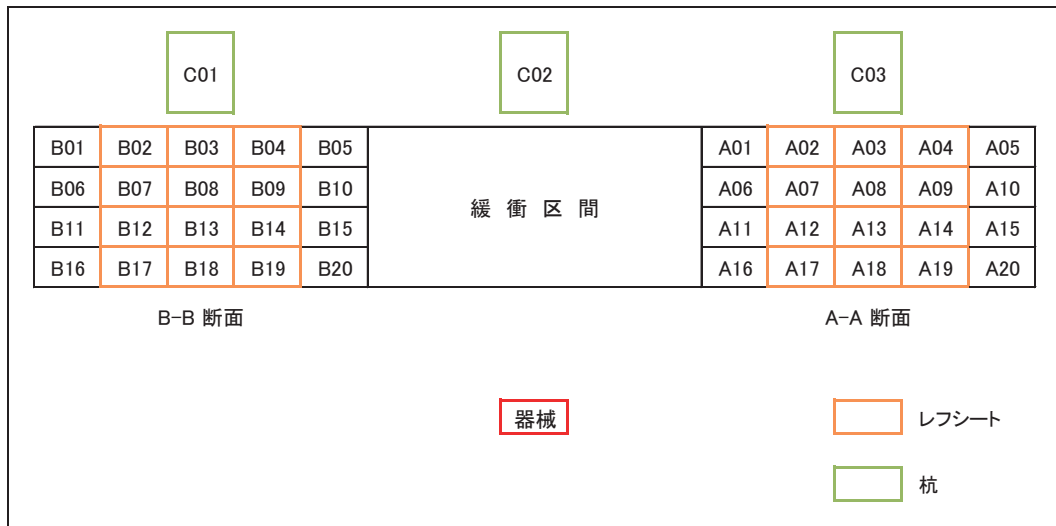 C01 C02 C03
B01 B02 B03 B04 B05 A01 A02 A03 A04 A05
B06 B07 B08 B09 B10 緩衝区間 A06 A07 A08 A09 A10
B11 B12 B13 B14 B15 A11 A12 A13 A14 A15
B16 B17 B18 B19 B20 A16 A17 A18 A19 A20
B-B 断面 A-A 断面
器械 レフシート
杭